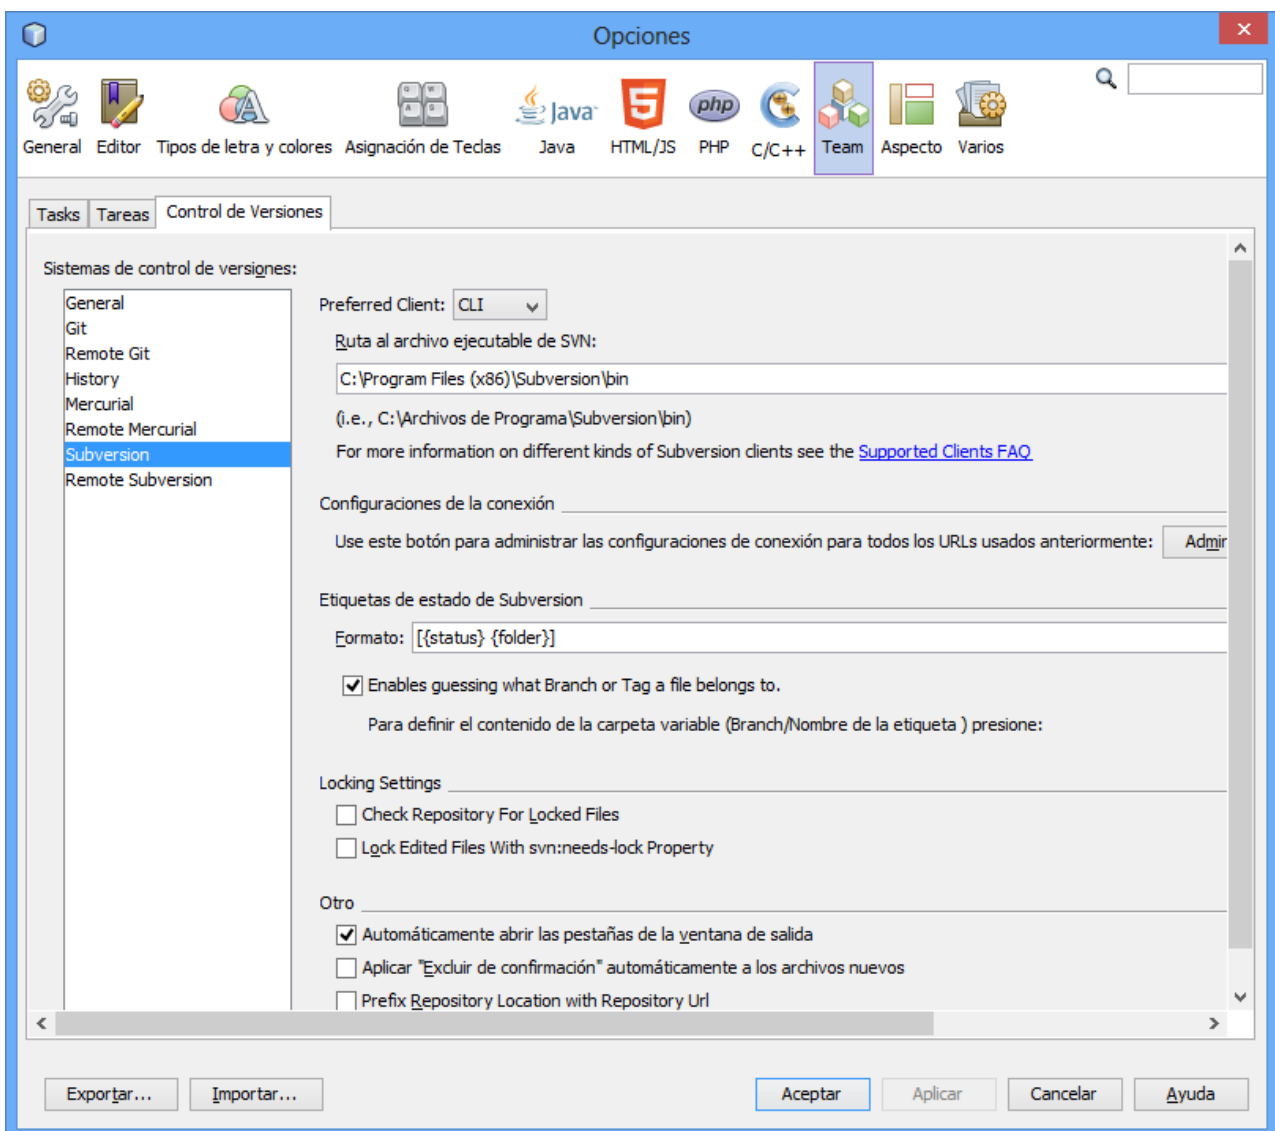 Opciones
General Editor Tipos de letra y colores Asignación de Teclas Java HTML/JS PHP C/C++ Team Aspecto Varios
Tasks Tareas Control de Versiones
Sistemas de control de versiones:
General
Git
Remote Git
History
Mercurial
Remote Mercurial
Subversion
Remote Subversion
Preferred Client: CLI
Ruta al archivo ejecutable de SVN:
C:\Program Files (x86)\Subversion\bin
(i.e., C:\Archivos de Programa\Subversion\bin)
For more information on different kinds of Subversion clients see the Supported Clients FAQ
Configuraciones de la conexión
Use este botón para administrar las configuraciones de conexión para todos los URLs usados anteriormente: Admir
Etiquetas de estado de Subversion
Formato: [{status} {folder}]
Enables guessing what Branch or Tag a file belongs to.
Para definir el contenido de la carpeta variable (Branch/Nombre de la etiqueta ) presione:
Locking Settings
Check Repository For Locked Files
Lock Edited Files With svn:needs-lock Property
Otro
Automáticamente abrir las pestañas de la ventana de salida
Aplicar "Excluir de confirmación" automáticamente a los archivos nuevos
Prefix Repository Location with Repository Url
Exportar... Importar... Aceptar Aplicar Cancelar Ayuda